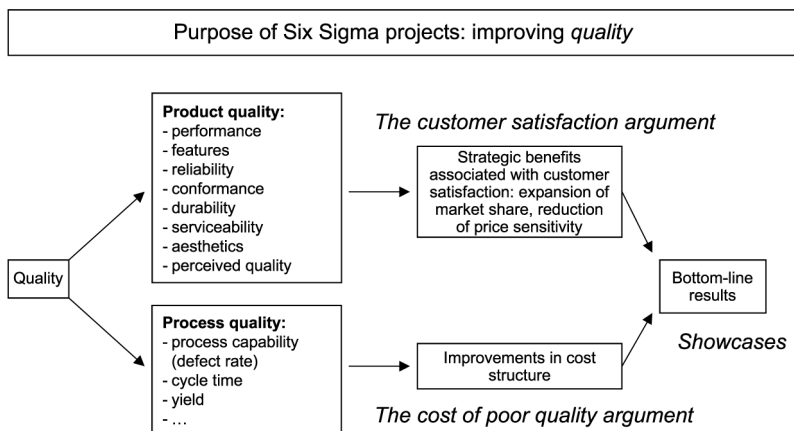 Purpose of Six Sigma projects: improving quality
Product quality:
- performance
- features
- reliability
- conformance
- durability
- serviceability
- aesthetics
- perceived quality
The customer satisfaction argument
Strategic benefits
associated with customer
satisfaction: expansion of
market share, reduction
of price sensitivity
Quality
Bottom-line
results
Showcases
Process quality:
- process capability
(defect rate)
- cycle time
- yield
- ...
Improvements in cost
structure
The cost of poor quality argument